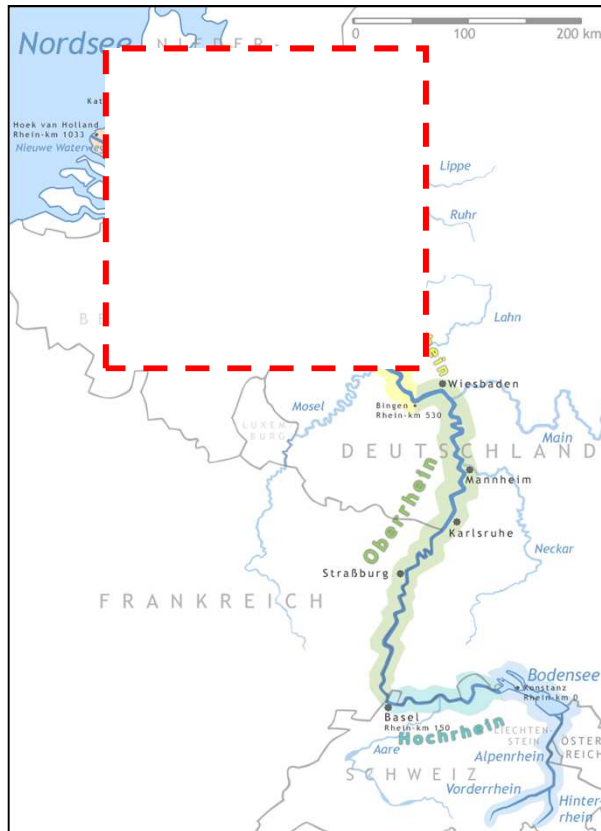 Nordsee
NIEDER-
0
100
200 km
Kat
Hoek van Holland
Rhein-km 1033
Nieuwe Waterweg
Lippe
Ruhr
Lahn
Wiesbaden
Bingen
Rhein-km 530
Mosel
LUXEM-
BURG
Main
DEUTSCHLAND
Mannheim
Oberrhein
Karlsruhe
Neckar
Straßburg
FRANKREICH
Bodensee
Konstanz
Rhein-km 0
Basel
Rhein-km 150
Hochrhein
LIECHTEN-
STEIN
ÖSTER
REICH
Aare
Alpenrhein
SCHWEIZ
Vorderrhein
Hinter-
rhein